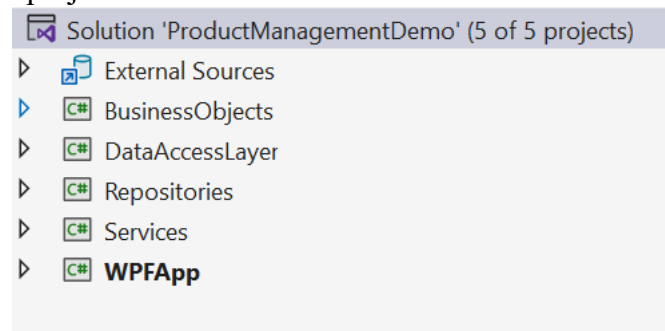 Solution 'ProductManagementDemo' (5 of 5 projects)
External Sources
C# BusinessObjects
C# DataAccessLayer
C# Repositories
C# Services
C# WPFApp